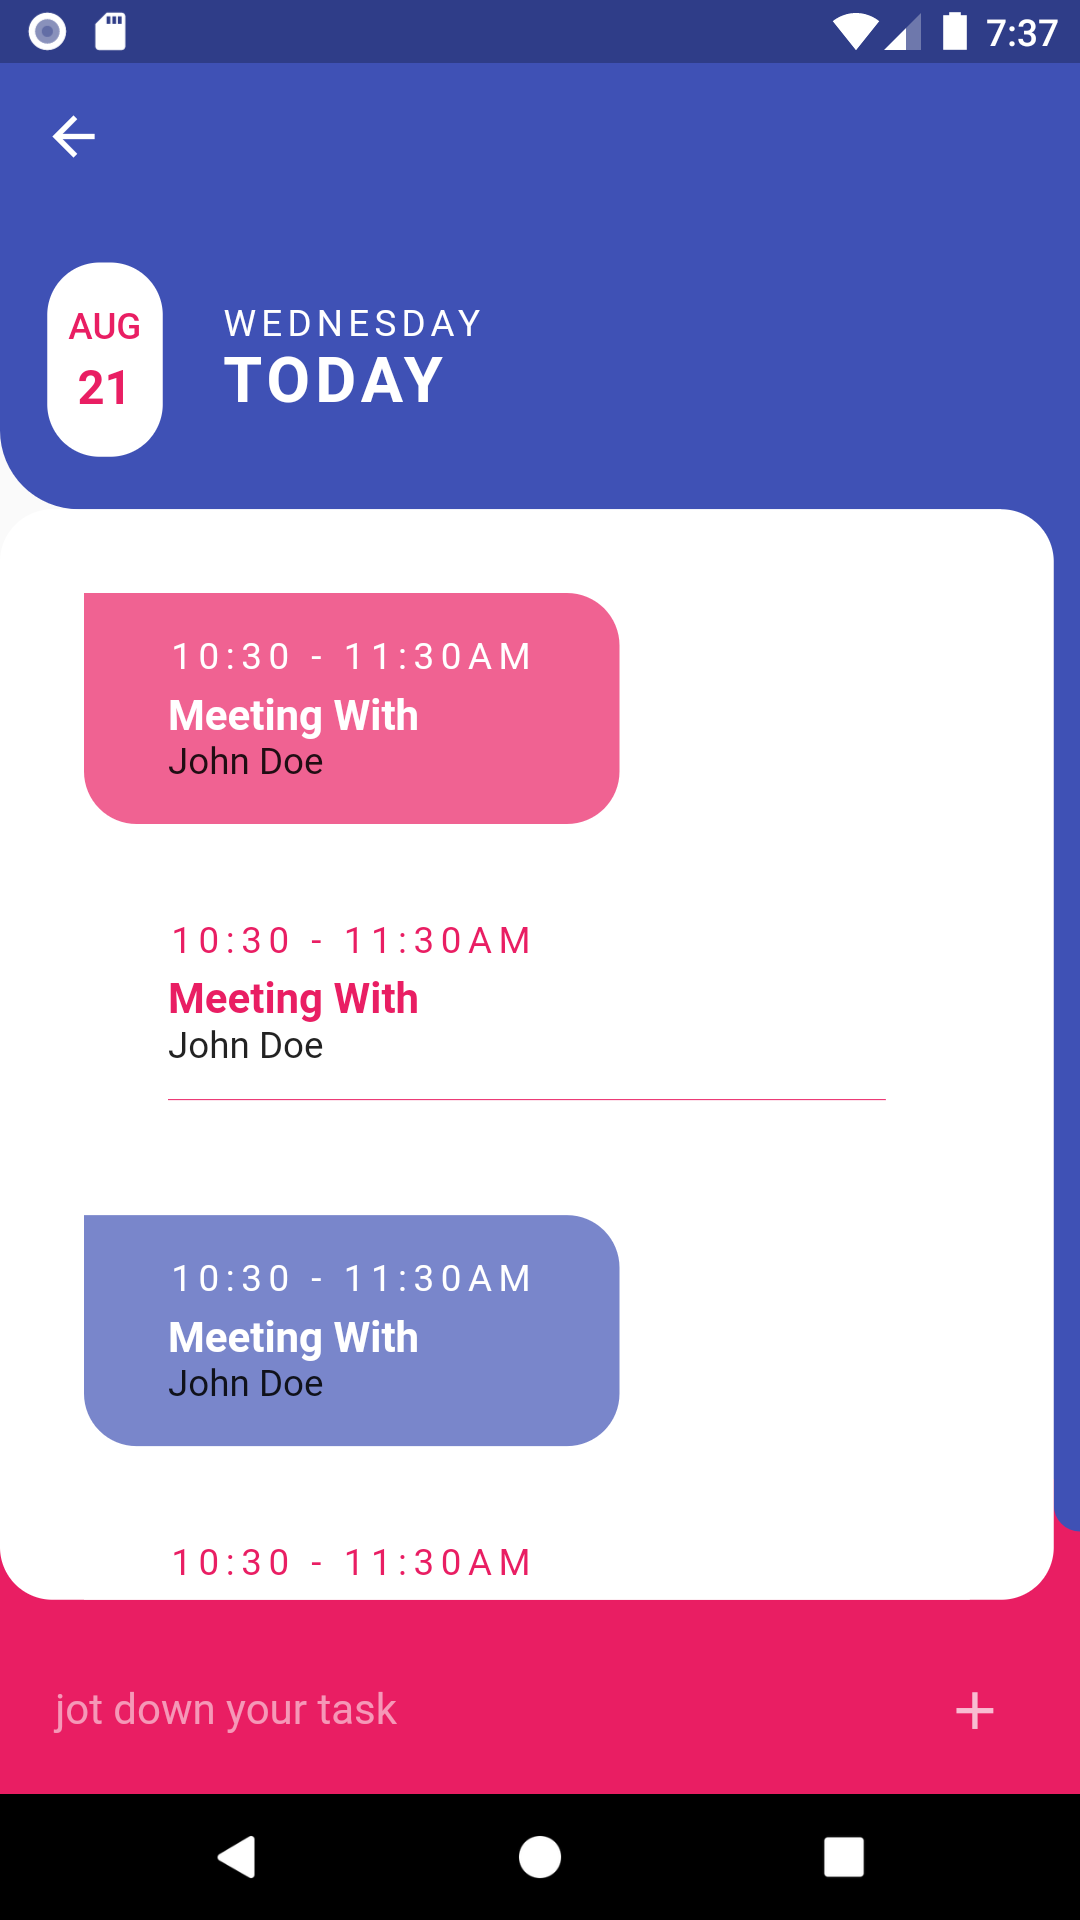 7:37
AUG
21
WEDNESDAY
TODAY
10:30 - 11:30AM
Meeting With
John Doe
10:30 - 11:30AM
Meeting With
John Doe
10:30 - 11:30AM
Meeting With
John Doe
10:30 - 11:30AM
jot down your task